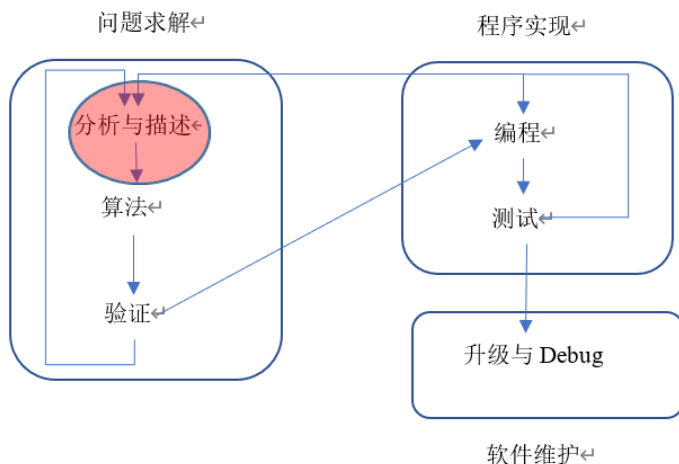 问题求解
程序实现
分析与描述
算法
验证
编程
测试
升级与 Debug
软件维护